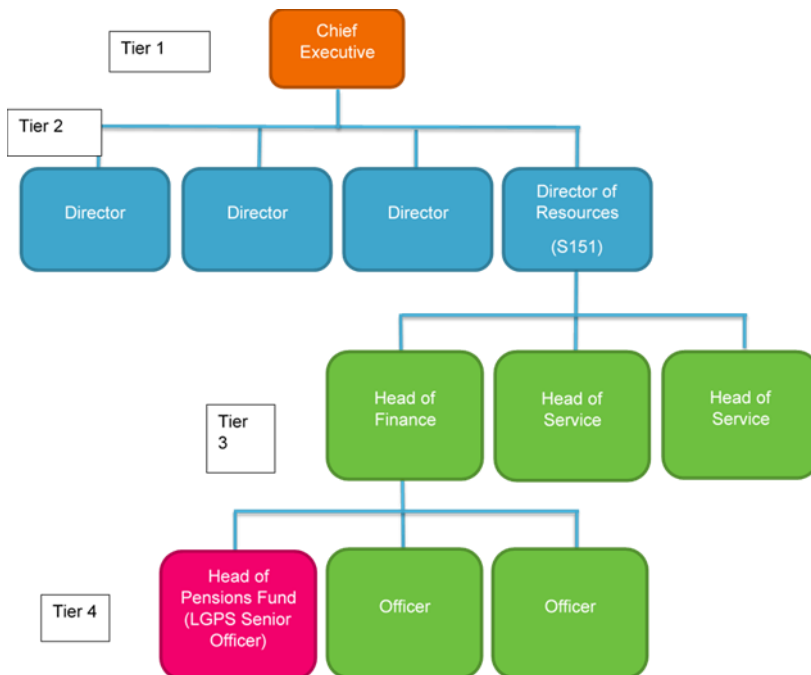 Tier 1
Chief
Executive
Tier 2
Director
Director
Director
Director of
Resources
(S151)
Tier
3
Head of
Finance
Head of
Service
Head of
Service
Tier 4
Head of
Pensions Fund
(LGPS Senior
Officer)
Officer
Officer